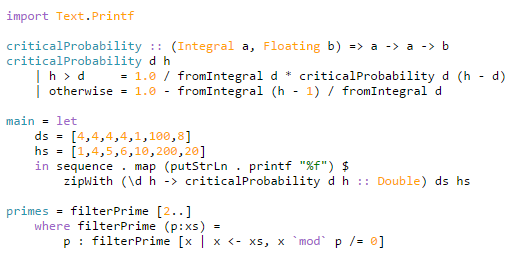 import Text.Printf
criticalProbability :: (Integral a, Floating b) => a -> a -> b
criticalProbability d h
    | h > d     = 1.0 / fromIntegral d * criticalProbability d (h - d)
    | otherwise = 1.0 - fromIntegral (h - 1) / fromIntegral d
main = let
    ds = [4,4,4,4,1,100,8]
    hs = [1,4,5,6,10,200,20]
    in sequence . map (putStrLn . printf "%f") $
        zipWith (\d h -> criticalProbability d h :: Double) ds hs
primes = filterPrime [2..]
    where filterPrime (p:xs) =
        p : filterPrime [x | x <- xs, x `mod` p /= 0]